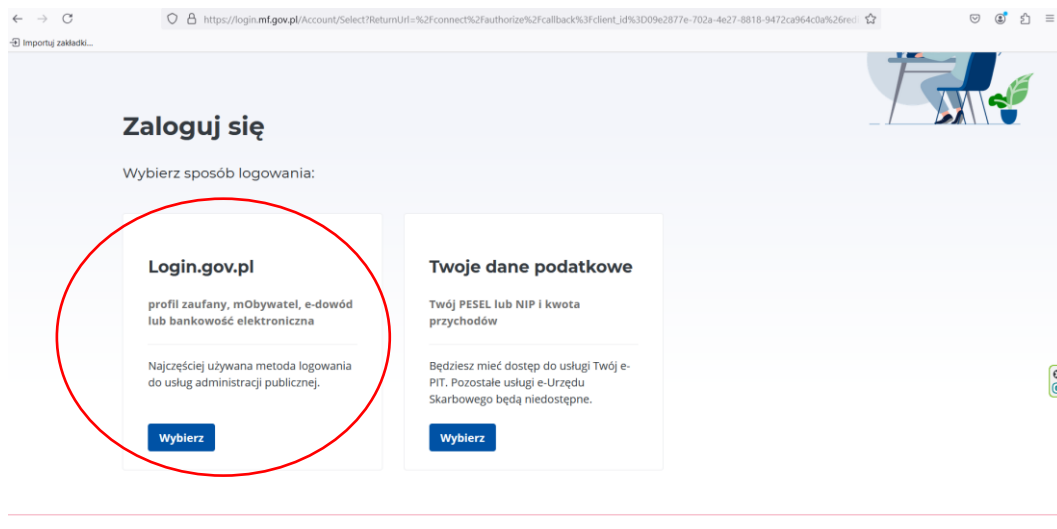 https://login.mf.gov.pl/Account/Select?ReturnUrl=%2Fconnect%2Fauthorize%2Fcallback%3Fclient_id%3D09e2877e-702a-4e27-8818-9472ca964c0a%26red
Importuj zakładki...
Zaloguj się
Wybierz sposób logowania:
Login.gov.pl
profil zaufany, mObywatel, e-dowód
lub bankowość elektroniczna
Najczęściej używana metoda logowania
do usług administracji publicznej.
Wybierz
Twoje dane podatkowe
Twój PESEL lub NIP i kwota
przychodów
Będziesz mieć dostęp do usługi Twój e-
PIT. Pozostałe usługi e-Urzędu
Skarbowego będą niedostępne.
Wybierz